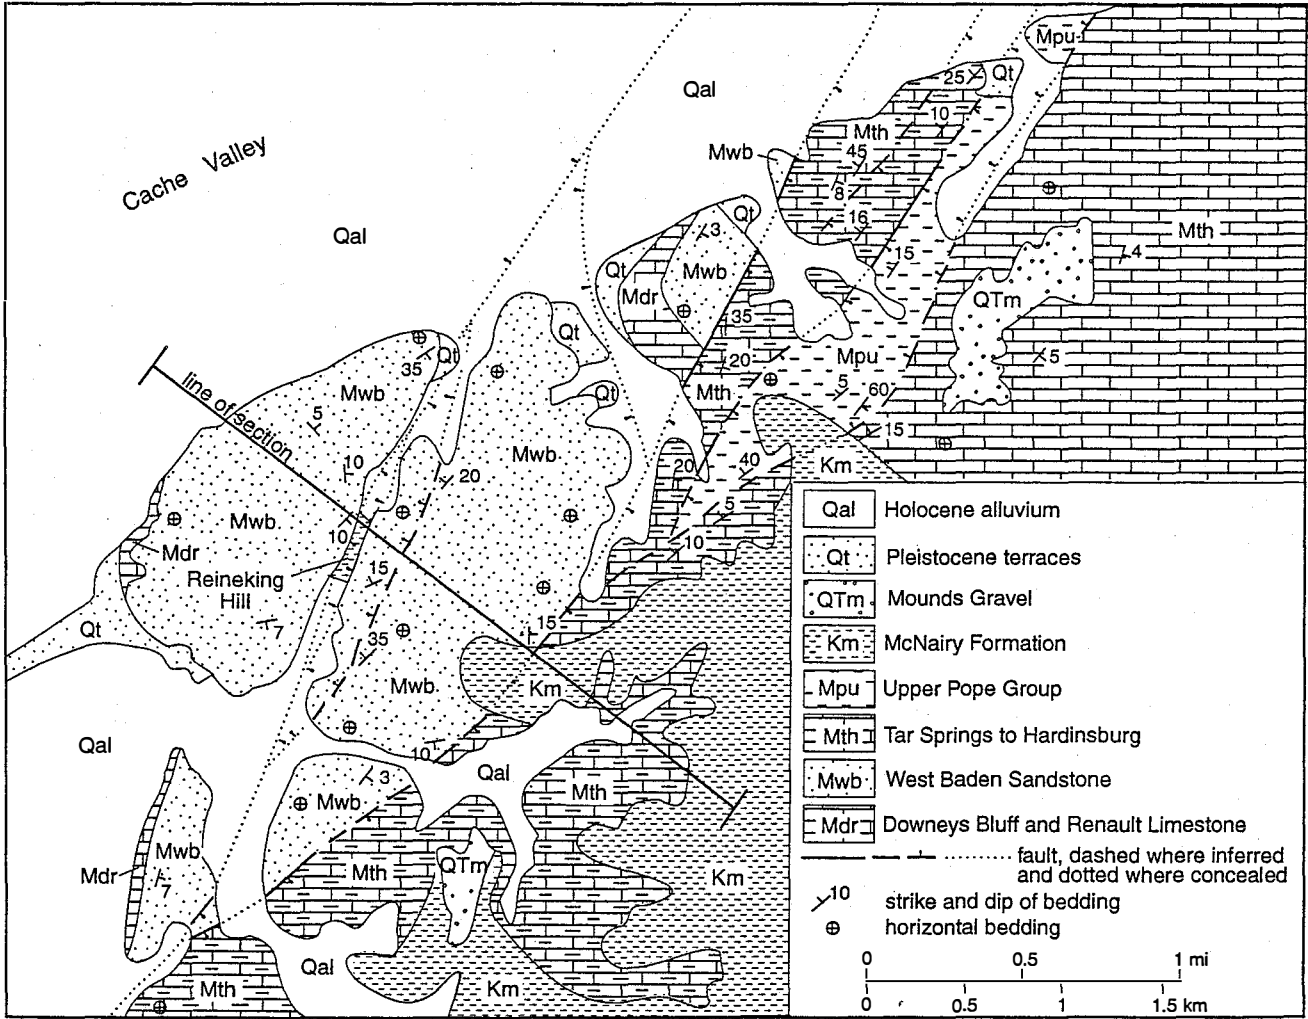 Mpu
25
Qt
Qal
10
Mth
45
Mwb
Cache Valley
8
16
Qt
3
Mth
Qal
15
4
Qt
Mwb
Mdr
QTm
35
Qt
Mpu
20
5
Qt
35
Mwb
5
60
Mth
Qt
5
15
line of section
Mwb
10
20
40
Km
20
Mwb
5
10
10
Mdr
Reineking
Hill
15
15
7
Qt
35
Mwb
Km
Qal
10
3
Qal
Mwb
Mth
Mwb
Mdr
QTm
Mth
Km
7
Qal
Mth
Km
Qal Holocene alluvium
Qt Pleistocene terraces
QTm Mounds Gravel
Km McNairy Formation
Mpu Upper Pope Group
Mth Tar Springs to Hardinsburg
Mwb West Baden Sandstone
Mdr Downeys Bluff and Renault Limestone
fault, dashed where inferred
and dotted where concealed
10 strike and dip of bedding
horizontal bedding
0 0.5 1 mi
0 0.5 1 1.5 km